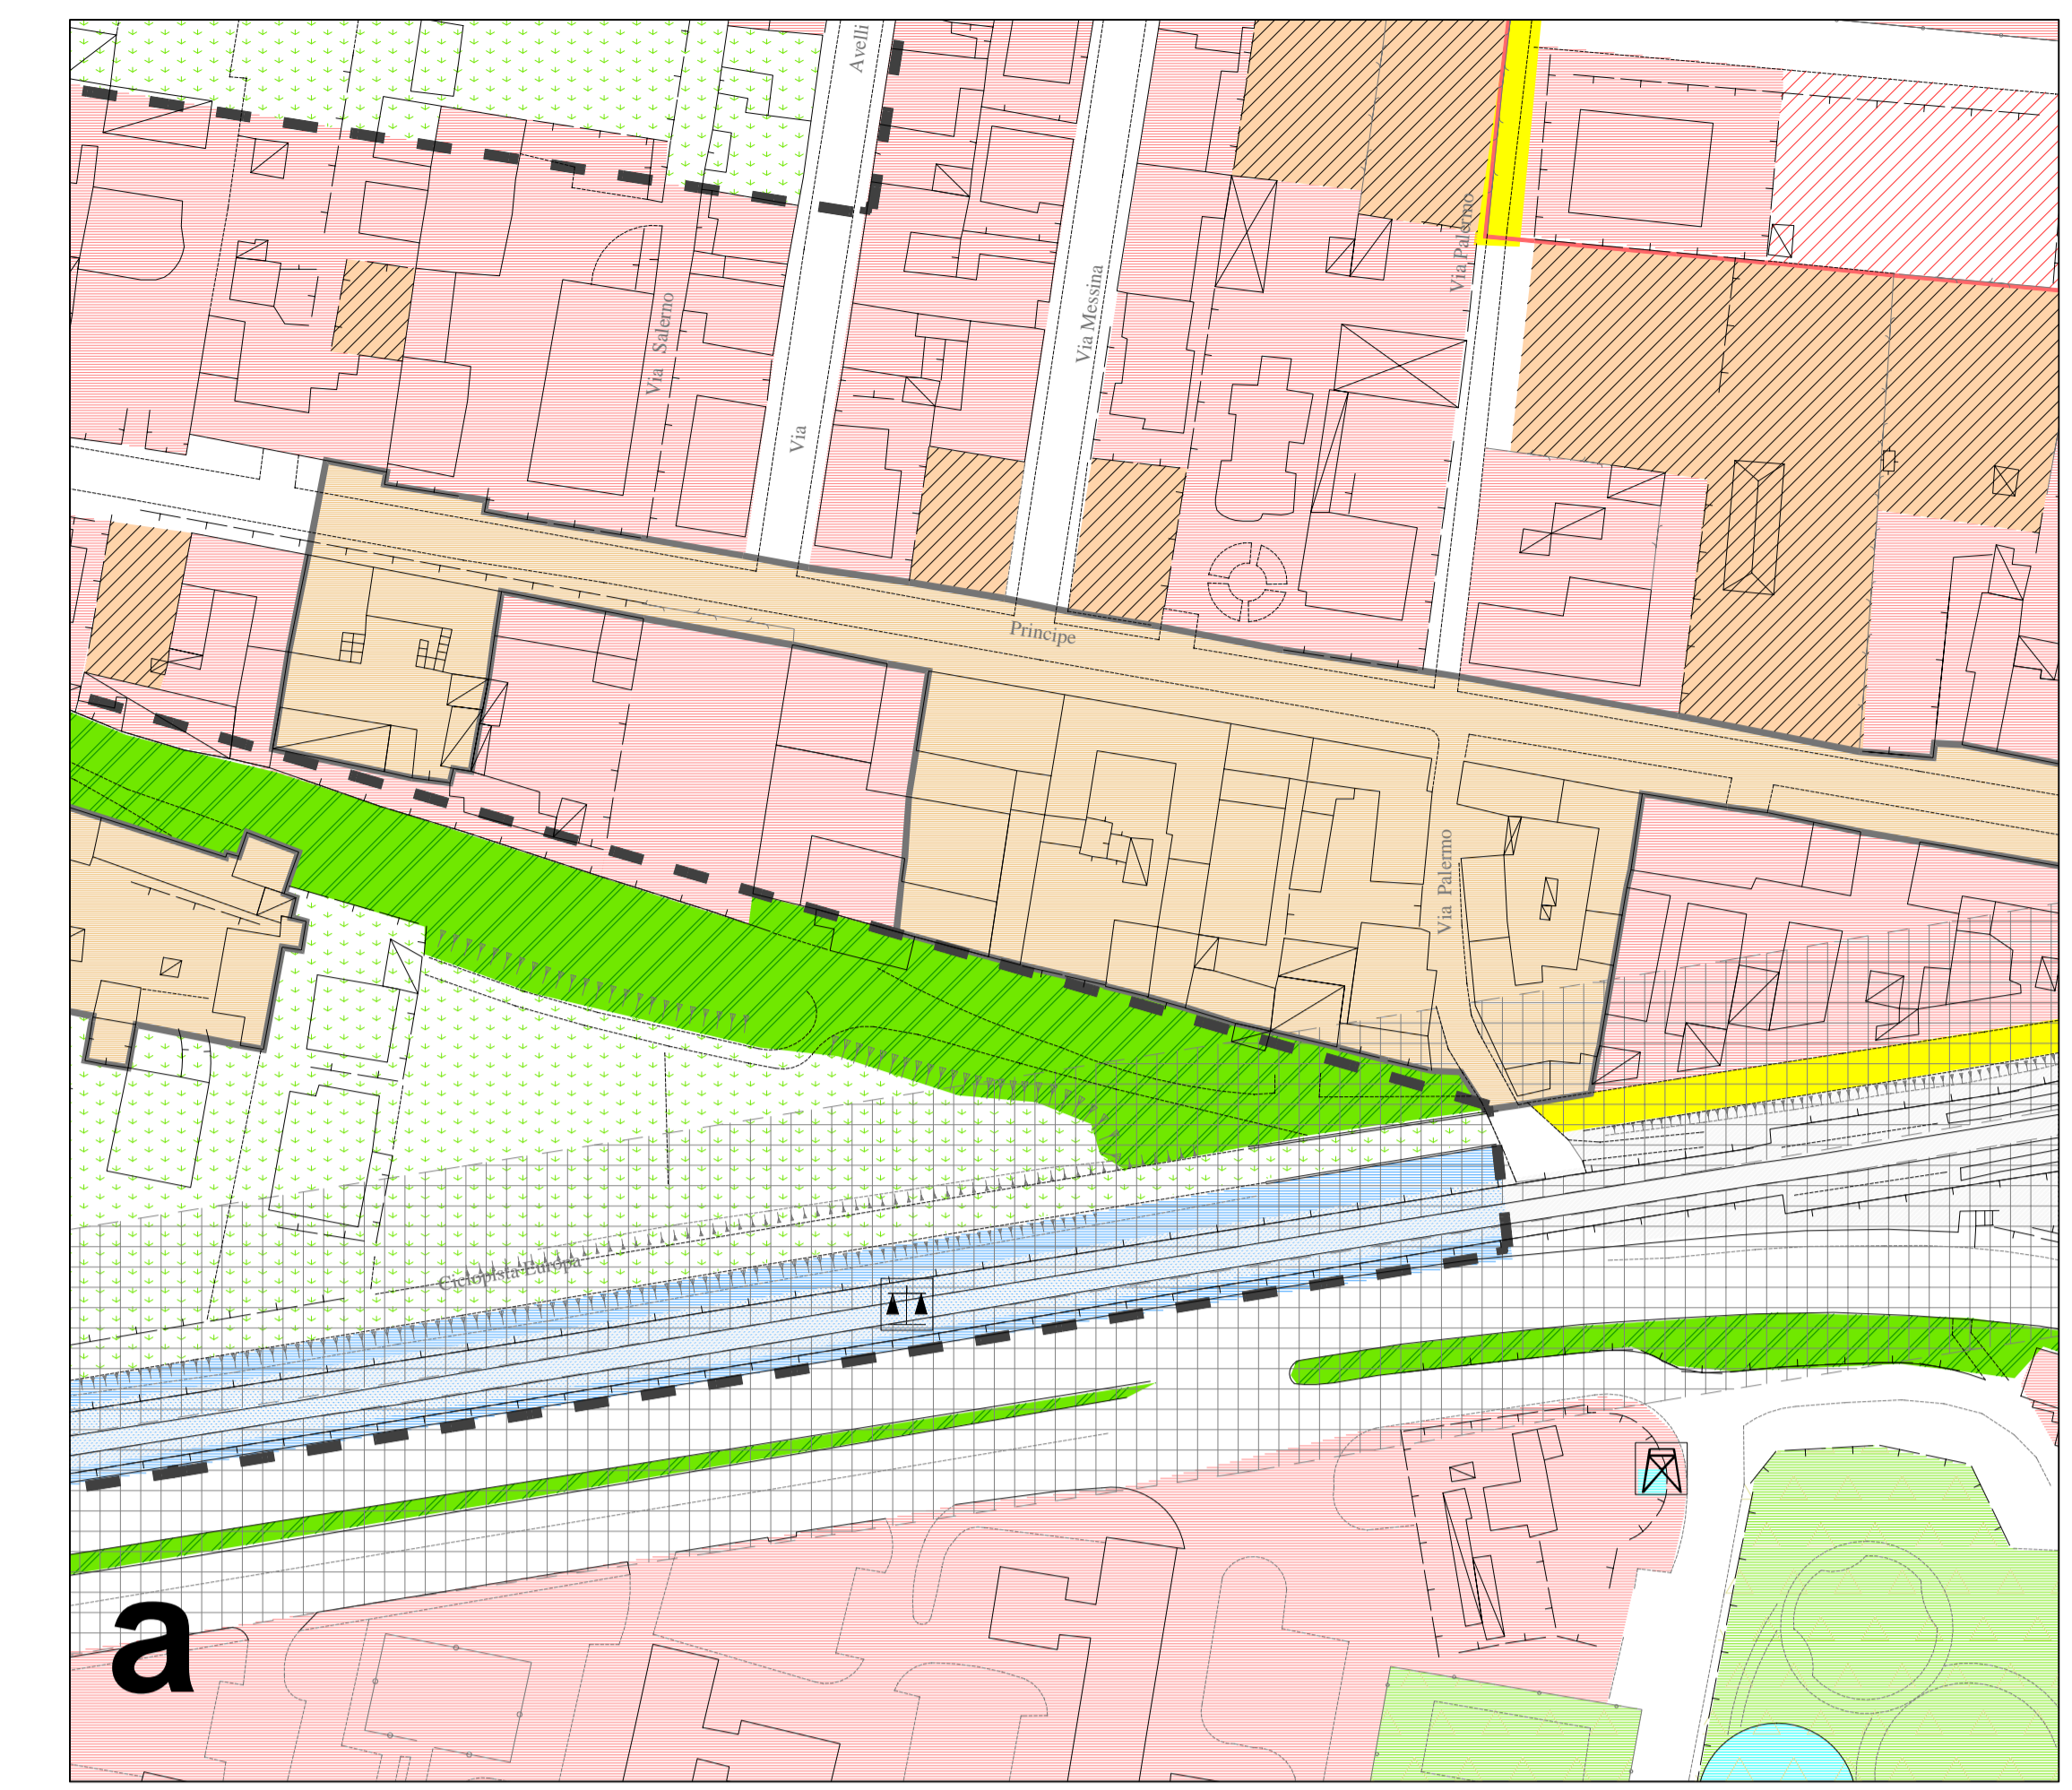 Avelli
Via Palermo
Via Messina
Via Salerno
Via
Principe
Via Palermo
Ciclopista Europa
a